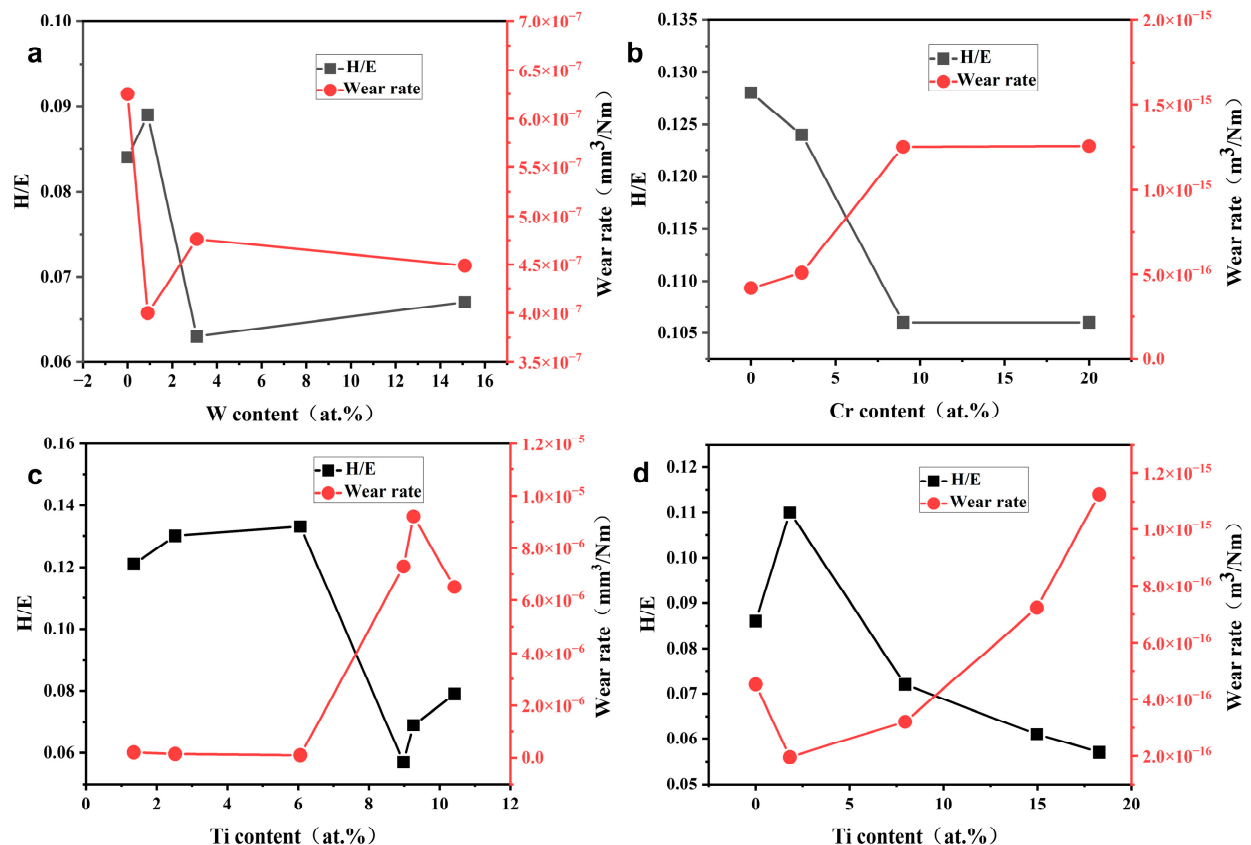 a
H/E
Wear rate
0.10
0.09
0.08
0.07
0.06
H/E
−2 0 2 4 6 8 10 12 14 16
W content（at.%）
7.0×10⁻⁷
6.5×10⁻⁷
6.0×10⁻⁷
5.5×10⁻⁷
5.0×10⁻⁷
4.5×10⁻⁷
4.0×10⁻⁷
3.5×10⁻⁷
Wear rate（mm³/Nm）
b
H/E
Wear rate
0.135
0.130
0.125
0.120
0.115
0.110
0.105
H/E
0 5 10 15 20
Cr content（at.%）
2.0×10⁻¹⁵
1.5×10⁻¹⁵
1.0×10⁻¹⁵
5.0×10⁻¹⁶
0.0
Wear rate（m³/Nm）
c
H/E
Wear rate
0.16
0.14
0.12
0.10
0.08
0.06
H/E
0 2 4 6 8 10 12
Ti content（at.%）
1.2×10⁻⁵
1.0×10⁻⁵
8.0×10⁻⁶
6.0×10⁻⁶
4.0×10⁻⁶
2.0×10⁻⁶
0.0
Wear rate（mm³/Nm）
d
H/E
Wear rate
0.12
0.11
0.10
0.09
0.08
0.07
0.06
0.05
H/E
0 5 10 15 20
Ti content（at.%）
1.2×10⁻¹⁵
1.0×10⁻¹⁵
8.0×10⁻¹⁶
6.0×10⁻¹⁶
4.0×10⁻¹⁶
2.0×10⁻¹⁶
Wear rate（m³/Nm）